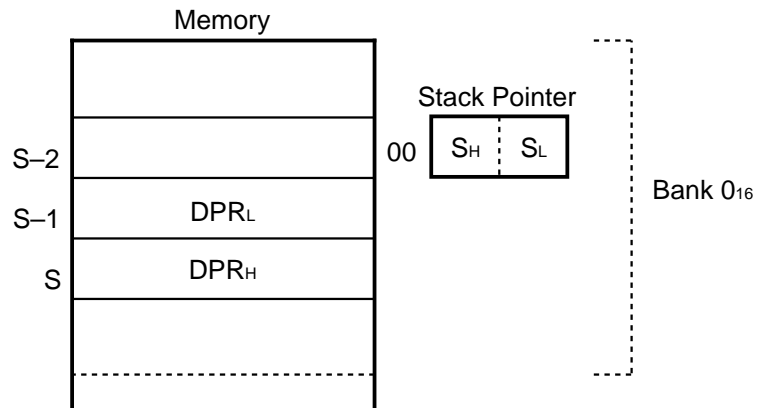 Memory
Stack Pointer
S–2
00 SH SL
Bank 016
S–1 DPRL
S DPRH